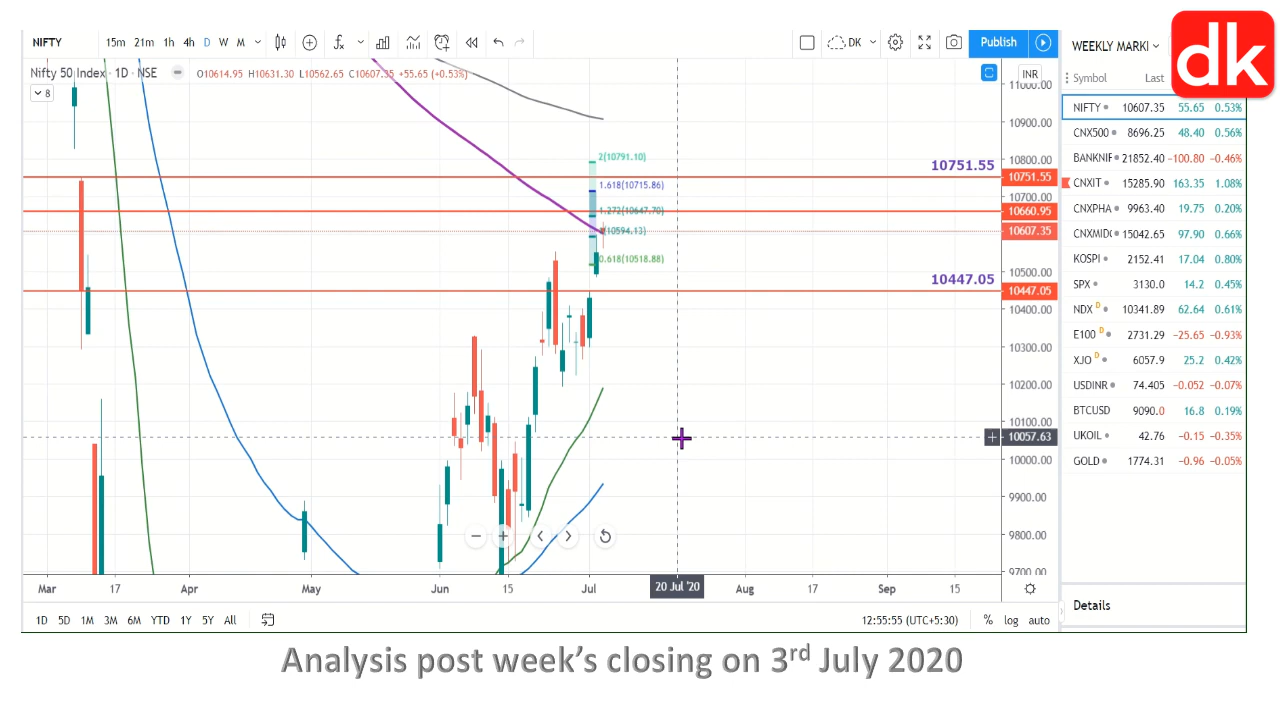 dk
NIFTY 15m 21m 1h 4h D W M
DK
Publish
WEEKLY MARKI
Nifty 50 Index · 1D · NSE O10614.95 H10631.30 L10562.65 C10607.35 +55.65 (+0.53%)
8
INR
Symbol Last
11000.00
10900.00
10800.00
10700.00
10500.00
10400.00
10300.00
10200.00
10100.00
10000.00
9900.00
9800.00
9700.00
10751.55
10751.55
10660.95
10607.35
10447.05
10447.05
10057.63
2(10791.10)
1.618(10715.86)
1.272(10647.70)
(10594.13)
0.618(10518.88)
NIFTY 10607.35 55.65 0.53%
CNX500 8696.25 48.40 0.56%
BANKNIF 21852.40 −100.80 −0.46%
CNXIT 15285.90 163.35 1.08%
CNXPHA 9963.40 19.75 0.20%
CNXMIDC 15042.65 97.90 0.66%
KOSPI 2152.41 17.04 0.80%
SPX 3130.0 14.2 0.45%
NDX D 10341.89 62.64 0.61%
E100 D 2731.29 −25.65 −0.93%
XJO D 6057.9 25.2 0.42%
USDINR 74.405 −0.052 −0.07%
BTCUSD 9090.0 16.8 0.19%
UKOIL 42.76 −0.15 −0.35%
GOLD 1774.31 −0.96 −0.05%
Mar 17 Apr May Jun 15 Jul 20 Jul '20 Aug 17 Sep 15
Details
1D 5D 1M 3M 6M YTD 1Y 5Y All
12:55:55 (UTC+5:30) % log auto
Analysis post week's closing on 3rd July 2020